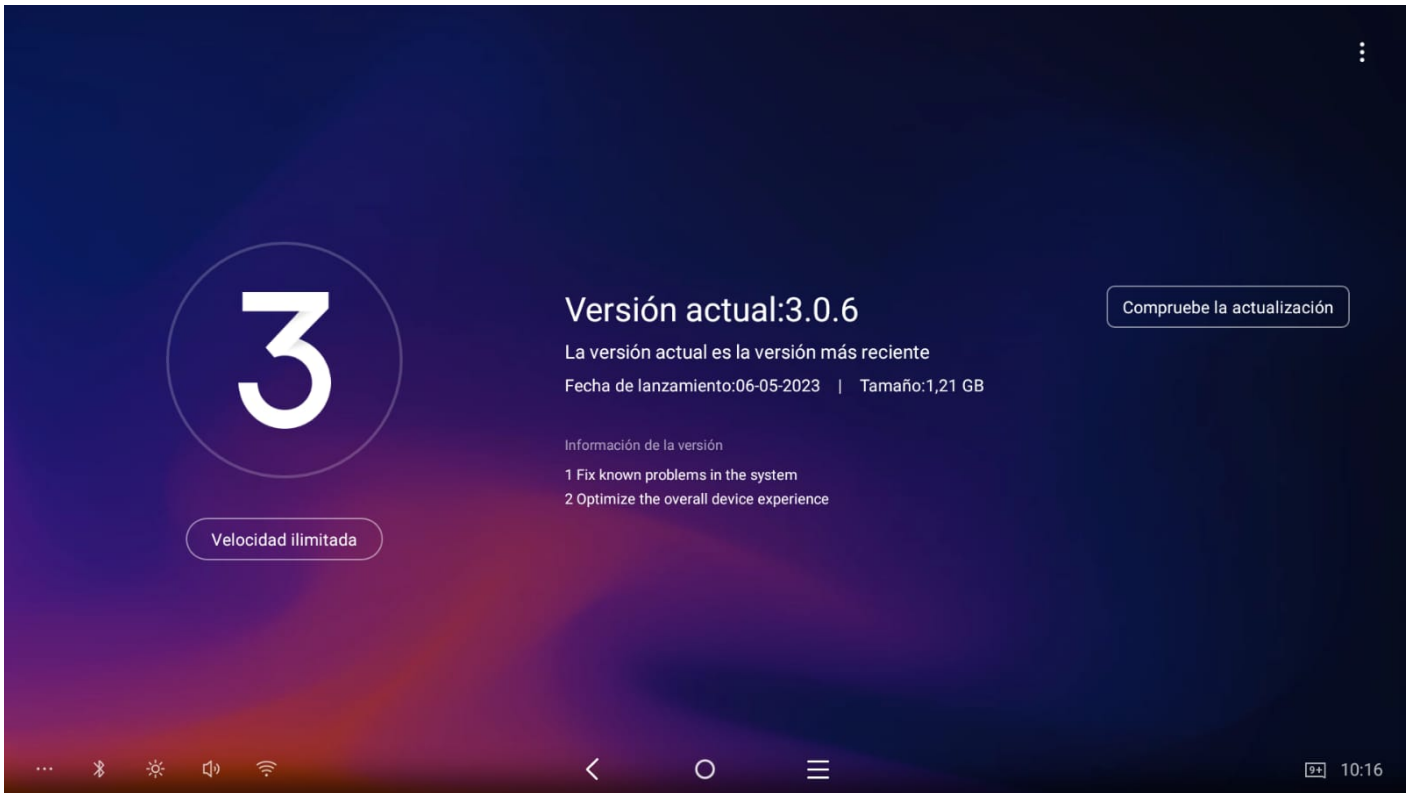 3
Versión actual:3.0.6
Compruebe la actualización
La versión actual es la versión más reciente
Fecha de lanzamiento:06-05-2023 | Tamaño:1,21 GB
Información de la versión
1 Fix known problems in the system
2 Optimize the overall device experience
Velocidad ilimitada
9+ 10:16